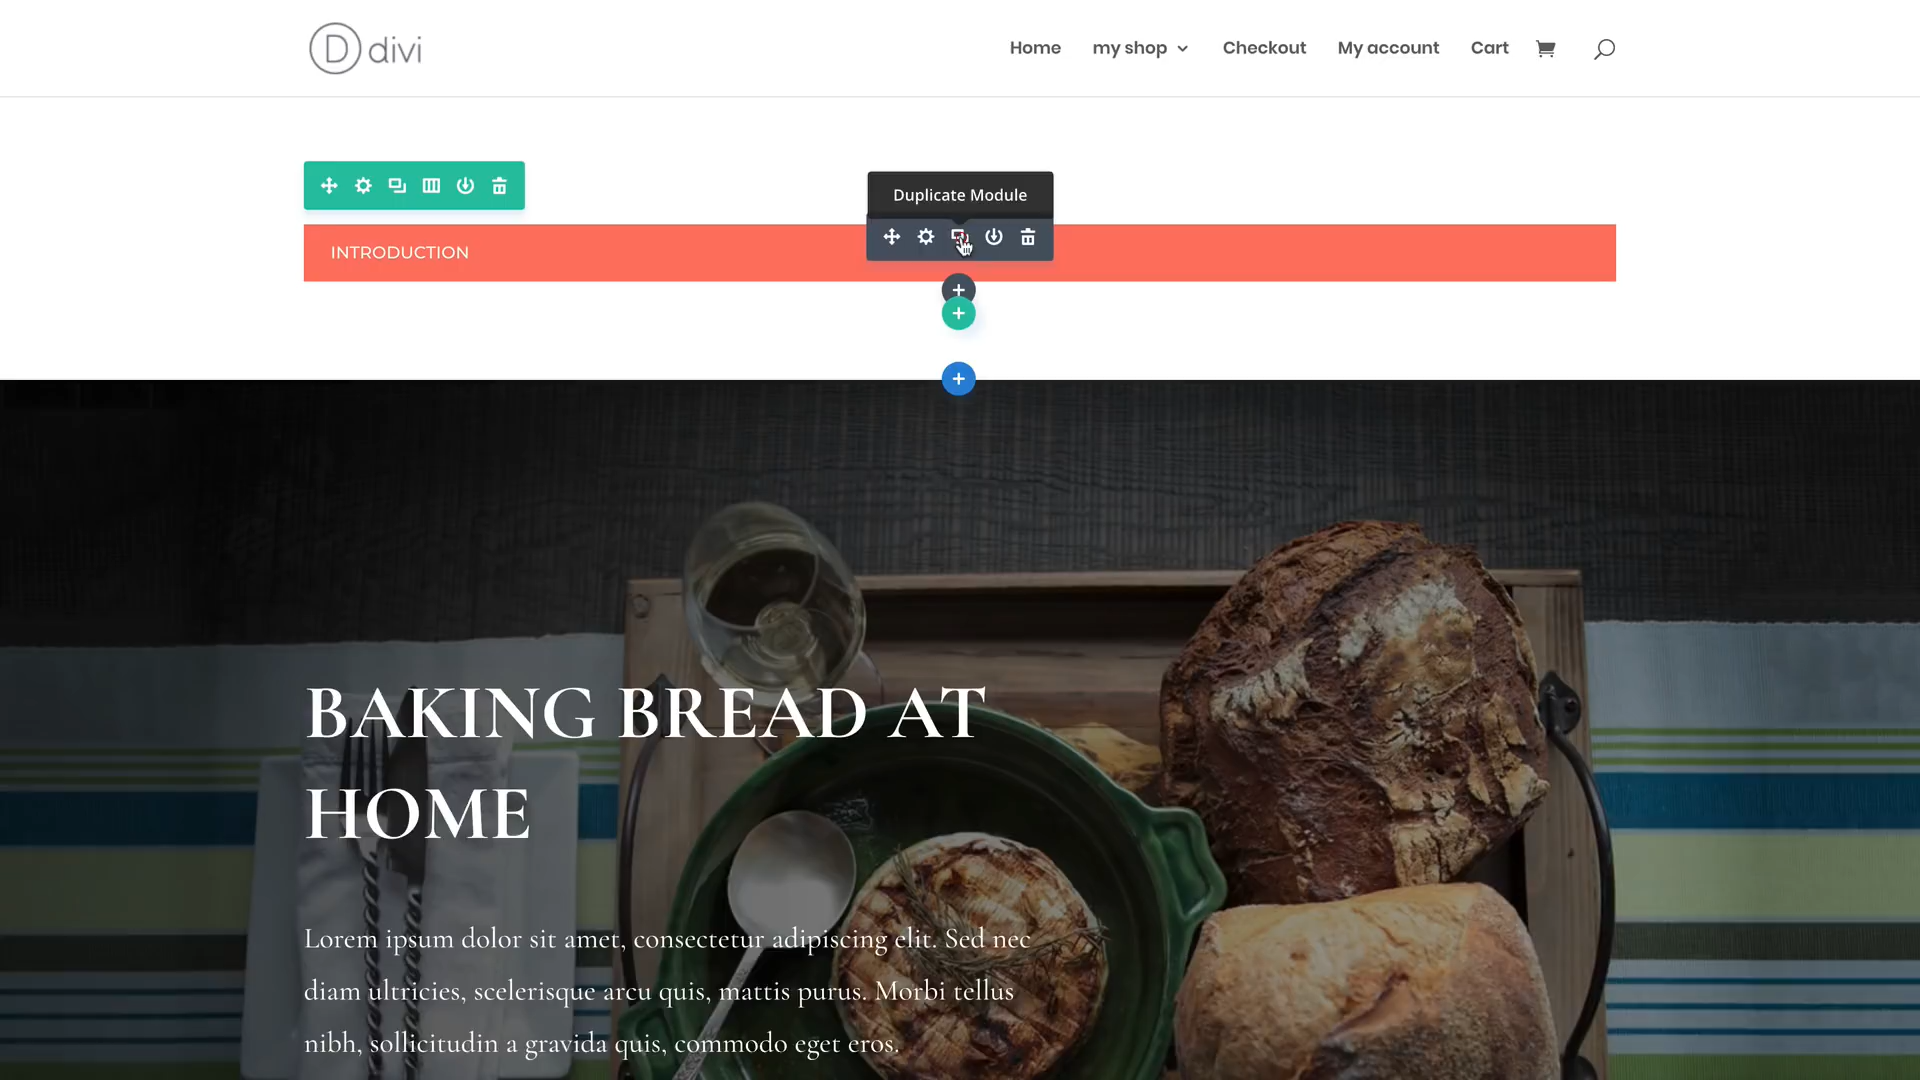 D divi
Home my shop Checkout My account Cart
Duplicate Module
INTRODUCTION
BAKING BREAD AT
HOME
Lorem ipsum dolor sit amet, consectetur adipiscing elit. Sed nec
diam ultricies, scelerisque arcu quis, mattis purus. Morbi tellus
nibh, sollicitudin a gravida quis, commodo eget eros.